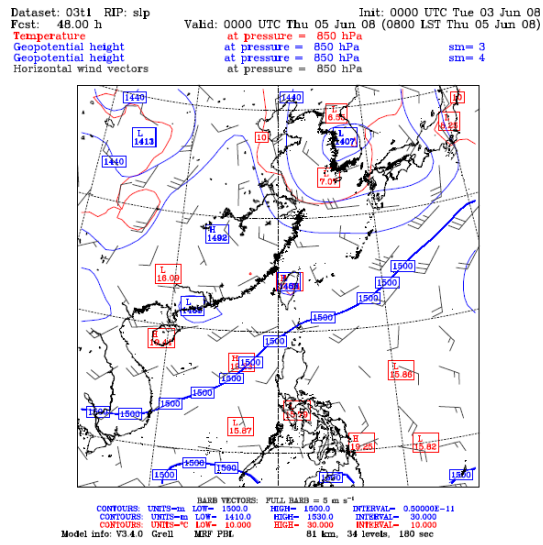 Dataset: 03t1 RIP: slp Init: 0000 UTC Tue 03 Jun 08
Fcst: 48.00 h Valid: 0000 UTC Thu 05 Jun 08 (0800 LST Thu 05 Jun 08)
Temperature at pressure = 850 hPa
Geopotential height at pressure = 850 hPa sm= 3
Geopotential height at pressure = 850 hPa sm= 4
Horizontal wind vectors at pressure = 850 hPa
1440
1440
10
L
L
1413
L
1407
10
1440
H
1492
1500
L
16.09
1500
L
1500
1500
1500
H
1500
1500
L
15.86
1500
1500
1500
L
15.67
H
19.25
L
15.62
1500
1500
1500
1500
BARB VECTORS: FULL BARB = 5 m s⁻¹
CONTOURS: UNITS=m LOW= 1500.0 HIGH= 1500.0 INTERVAL= 0.50000E-11
CONTOURS: UNITS=m LOW= 1410.0 HIGH= 1530.0 INTERVAL= 30.000
CONTOURS: UNITS=°C LOW= 10.000 HIGH= 30.000 INTERVAL= 10.000
Model info: V3.4.0 Grell MRF PBL 81 km, 34 levels, 180 sec